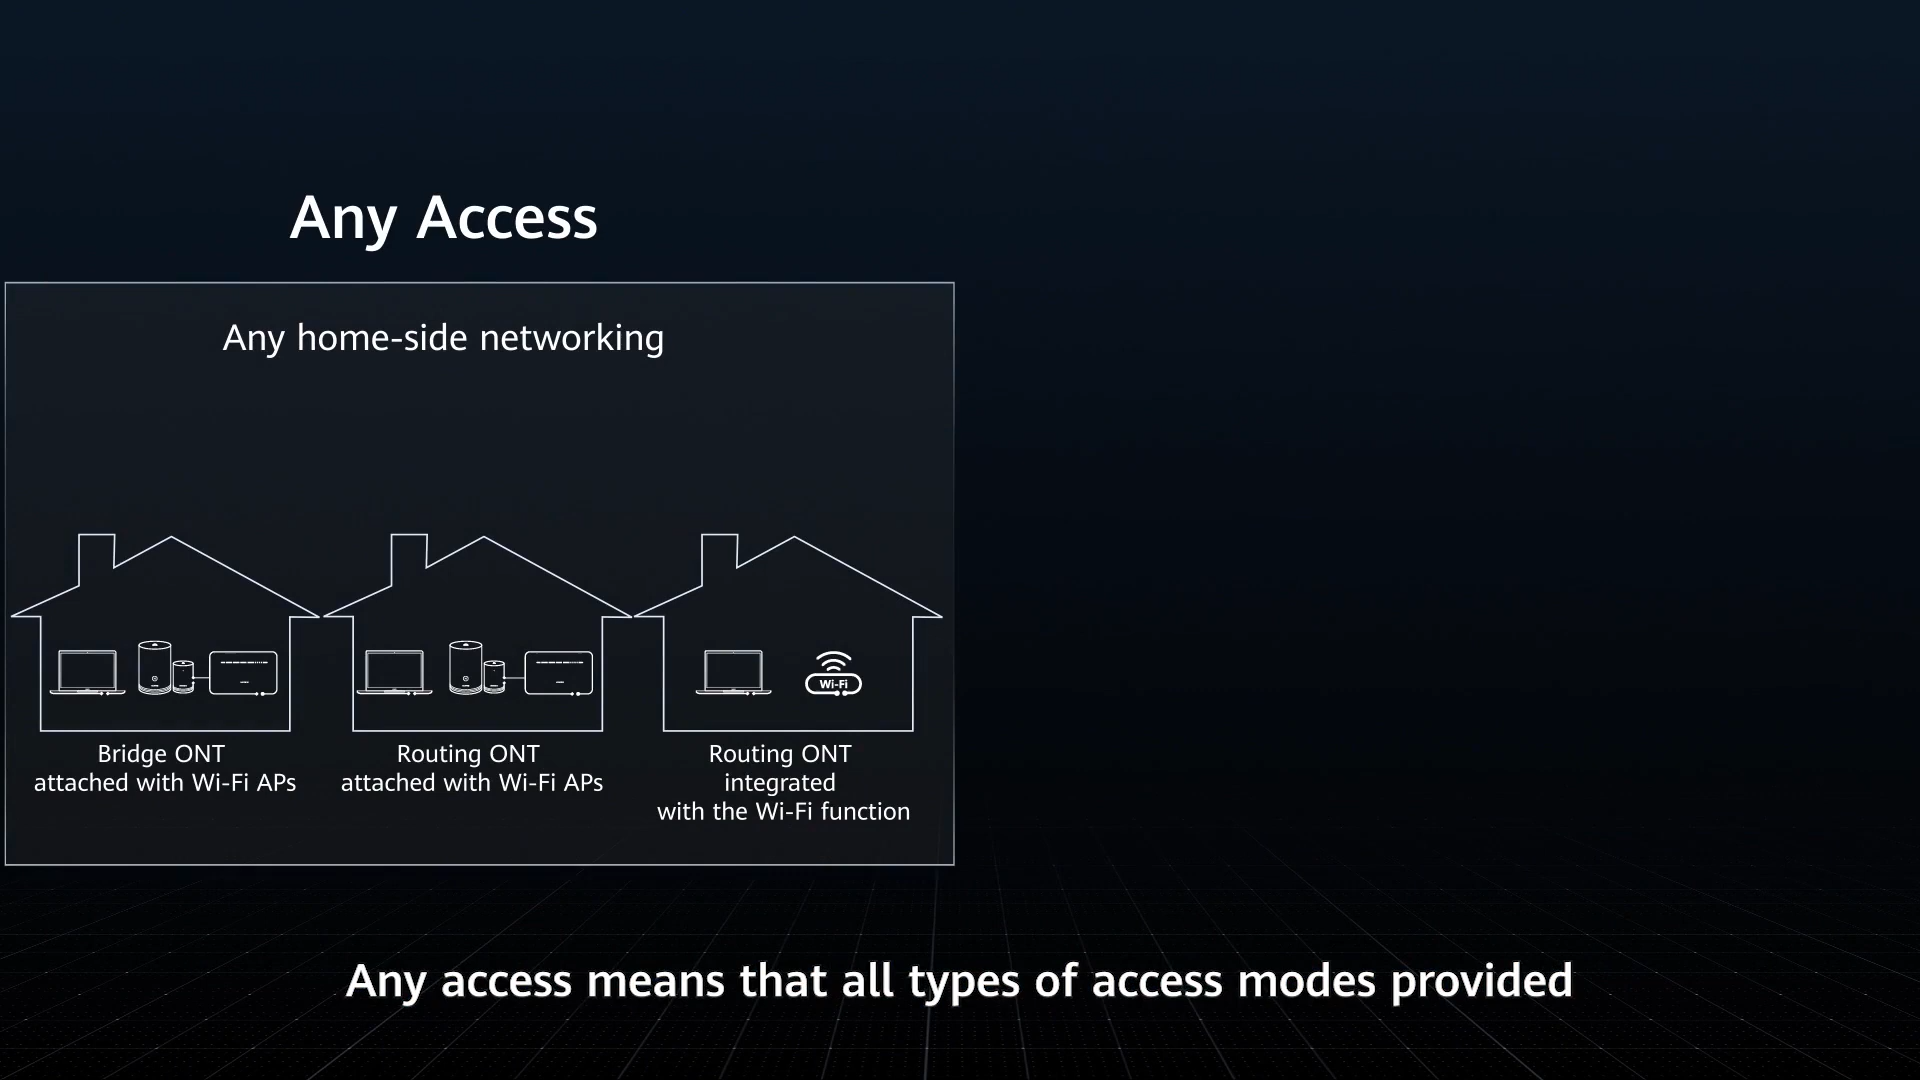 Any Access
Any home-side networking
Wi-Fi
Bridge ONT
attached with Wi-Fi APs
Routing ONT
attached with Wi-Fi APs
Routing ONT
integrated
with the Wi-Fi function
Any access means that all types of access modes provided